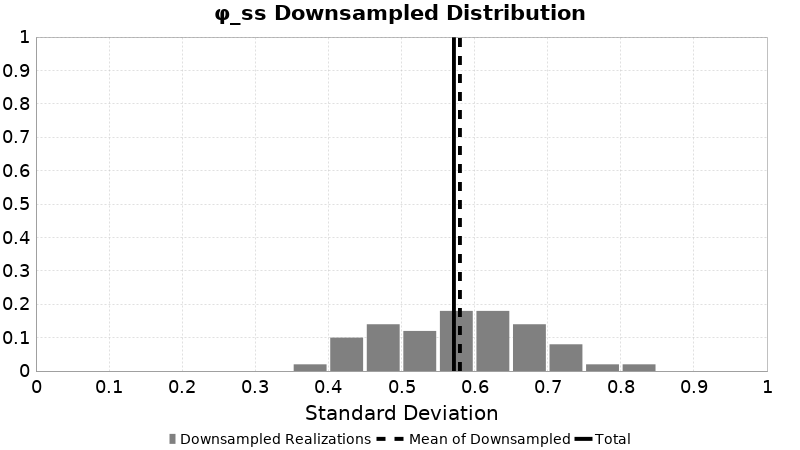 φ_ss Downsampled Distribution
1
0.9
0.8
0.7
0.6
0.5
0.4
0.3
0.2
0.1
0
0 0.1 0.2 0.3 0.4 0.5 0.6 0.7 0.8 0.9 1
Standard Deviation
Downsampled Realizations Mean of Downsampled Total